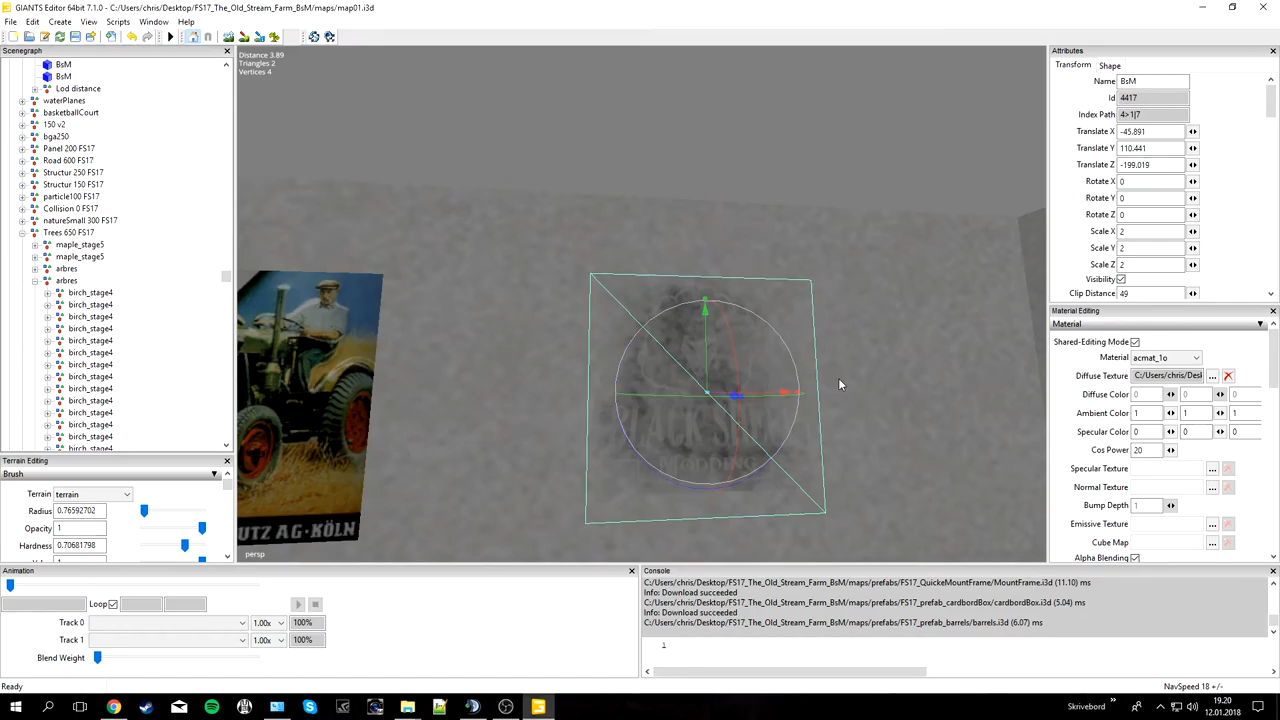 GIANTS Editor 64bit 7.1.0 - C:/Users/chris/Desktop/FS17_The_Old_Stream_Farm_BsM/maps/map01.i3d
File Edit Create View Scripts Window Help
Scenegraph
BsM
BsM
Lod distance
waterPlanes
basketballCourt
150 v2
bga250
Panel 200 FS17
Road 600 FS17
Structur 250 FS17
Structur 150 FS17
particle100 FS17
Collision 0 FS17
natureSmall 300 FS17
Trees 650 FS17
maple_stage5
maple_stage5
arbres
arbres
birch_stage4
birch_stage4
birch_stage4
birch_stage4
birch_stage4
birch_stage4
birch_stage4
birch_stage4
birch_stage4
birch_stage4
birch_stage4
birch_stage4
birch_stage4
birch_stage4
Terrain Editing
Brush
Terrain terrain
Radius 0.76592702
Opacity 1
Hardness 0.70681798
Distance 3.89
Triangles 2
Vertices 4
UTZ AG·KÖLN
persp
Attributes
Transform Shape
Name BsM
Id 4417
Index Path 4>1|7
Translate X -45.891
Translate Y 110.441
Translate Z -199.019
Rotate X 0
Rotate Y 0
Rotate Z 0
Scale X 2
Scale Y 2
Scale Z 2
Visibility
Clip Distance 49
Material Editing
Material
Shared-Editing Mode
Material acmat_1o
Diffuse Texture C:/Users/chris/Desl ...
Diffuse Color 0 0 0
Ambient Color 1 1 1
Specular Color 0 0 0
Cos Power 20
Specular Texture ...
Normal Texture ...
Bump Depth 1
Emissive Texture ...
Cube Map ...
Alpha Blending
Animation
Loop
Track 0 1.00x 100%
Track 1 1.00x 100%
Blend Weight
Console
C:/Users/chris/Desktop/FS17_The_Old_Stream_Farm_BsM/maps/prefabs/FS17_QuickeMountFrame/MountFrame.i3d (11.10) ms
Info: Download succeeded
C:/Users/chris/Desktop/FS17_The_Old_Stream_Farm_BsM/maps/prefabs/FS17_prefab_cardbordBox/cardbordBox.i3d (5.04) ms
Info: Download succeeded
C:/Users/chris/Desktop/FS17_The_Old_Stream_Farm_BsM/maps/prefabs/FS17_prefab_barrels/barrels.i3d (6.07) ms
1
Ready
NavSpeed 18 +/-
Skrivebord
19.20
12.01.2018